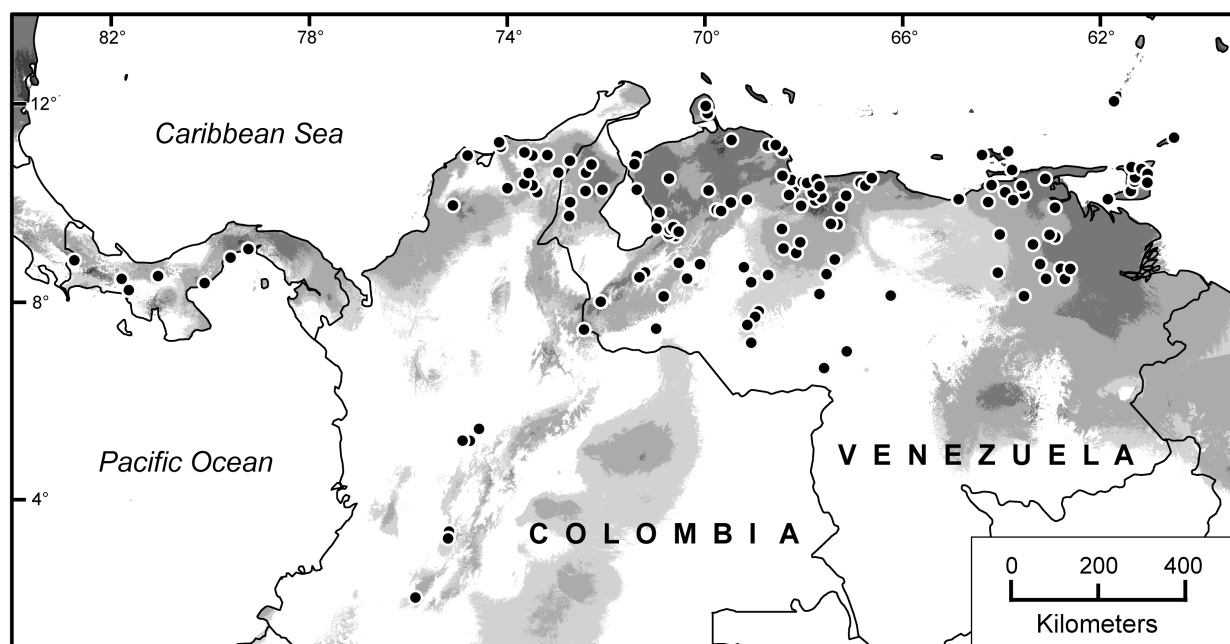 82° 78° 74° 70° 66° 62°
12°
Caribbean Sea
8°
VENEZUELA
Pacific Ocean
4°
COLOMBIA
0 200 400
Kilometers